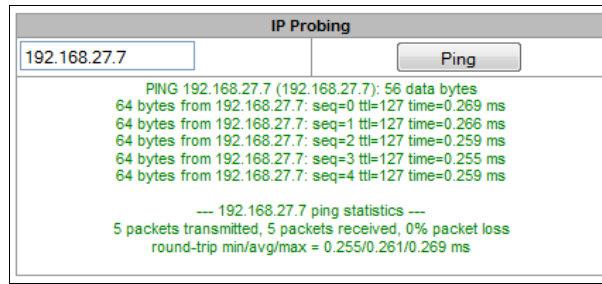 IP Probing
192.168.27.7 Ping
PING 192.168.27.7 (192.168.27.7): 56 data bytes
64 bytes from 192.168.27.7: seq=0 ttl=127 time=0.269 ms
64 bytes from 192.168.27.7: seq=1 ttl=127 time=0.266 ms
64 bytes from 192.168.27.7: seq=2 ttl=127 time=0.259 ms
64 bytes from 192.168.27.7: seq=3 ttl=127 time=0.255 ms
64 bytes from 192.168.27.7: seq=4 ttl=127 time=0.259 ms
--- 192.168.27.7 ping statistics ---
5 packets transmitted, 5 packets received, 0% packet loss
round-trip min/avg/max = 0.255/0.261/0.269 ms